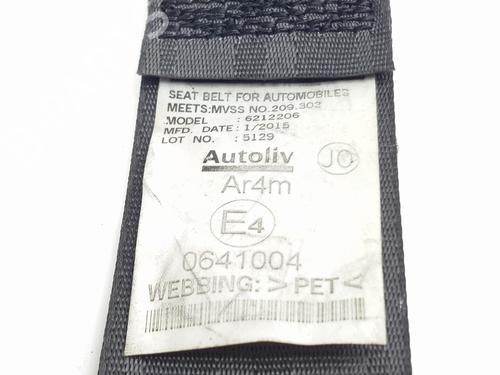 SEAT BELT FOR AUTOMOBILES
MEETS:MVSS NO.209.302
MODEL : 6212206
MFD. DATE: 1/2015
LOT NO. : 5129
Autoliv JO
Ar4m
E4
0641004
WEBBING: >PET<